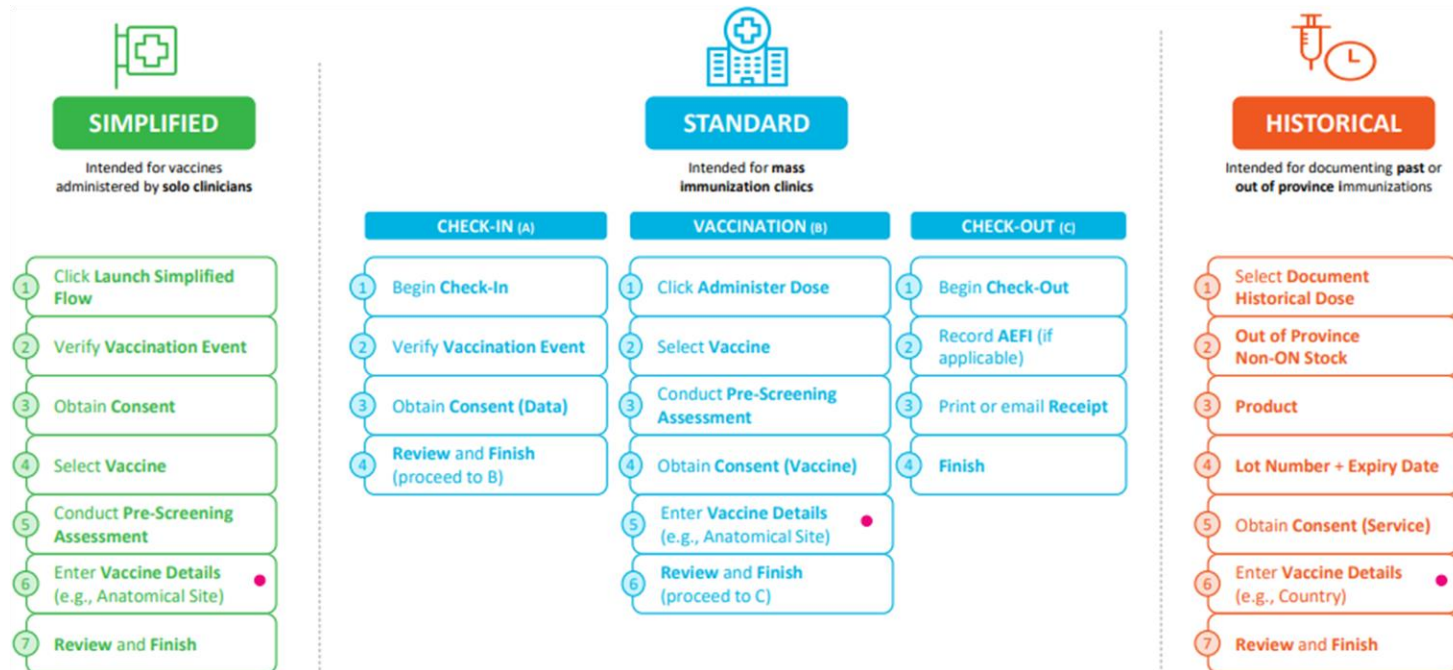 SIMPLIFIED
Intended for vaccines
administered by solo clinicians
1
Click Launch Simplified
Flow
2
Verify Vaccination Event
3
Obtain Consent
4
Select Vaccine
5
Conduct Pre-Screening
Assessment
6
Enter Vaccine Details
(e.g., Anatomical Site)
7
Review and Finish
STANDARD
Intended for mass
immunization clinics
CHECK-IN (A)
1
Begin Check-In
2
Verify Vaccination Event
3
Obtain Consent (Data)
4
Review and Finish
(proceed to B)
VACCINATION (B)
1
Click Administer Dose
2
Select Vaccine
3
Conduct Pre-Screening
Assessment
4
Obtain Consent (Vaccine)
5
Enter Vaccine Details
(e.g., Anatomical Site)
6
Review and Finish
(proceed to C)
CHECK-OUT (C)
1
Begin Check-Out
2
Record AEFI (if
applicable)
3
Print or email Receipt
4
Finish
HISTORICAL
Intended for documenting past or
out of province immunizations
1
Select Document
Historical Dose
2
Out of Province
Non-ON Stock
3
Product
4
Lot Number + Expiry Date
5
Obtain Consent (Service)
6
Enter Vaccine Details
(e.g., Country)
7
Review and Finish